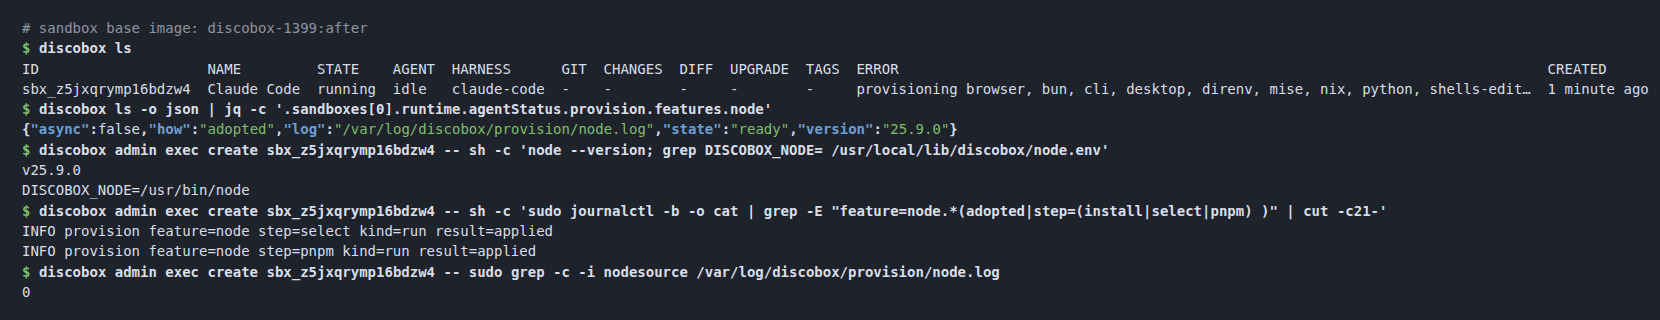 # sandbox base image: discobox-1399:after
$ discobox ls
ID                    NAME         STATE    AGENT  HARNESS      GIT  CHANGES  DIFF  UPGRADE  TAGS  ERROR                                                                             CREATED
sbx_z5jxqrymp16bdzw4  Claude Code  running  idle   claude-code  -    -        -     -        -     provisioning browser, bun, cli, desktop, direnv, mise, nix, python, shells-edit…  1 minute ago
$ discobox ls -o json | jq -c '.sandboxes[0].runtime.agentStatus.provision.features.node'
{"async":false,"how":"adopted","log":"/var/log/discobox/provision/node.log","state":"ready","version":"25.9.0"}
$ discobox admin exec create sbx_z5jxqrymp16bdzw4 -- sh -c 'node --version; grep DISCOBOX_NODE= /usr/local/lib/discobox/node.env'
v25.9.0
DISCOBOX_NODE=/usr/bin/node
$ discobox admin exec create sbx_z5jxqrymp16bdzw4 -- sh -c 'sudo journalctl -b -o cat | grep -E "feature=node.*(adopted|step=(install|select|pnpm) )" | cut -c21-'
INFO provision feature=node step=select kind=run result=applied
INFO provision feature=node step=pnpm kind=run result=applied
$ discobox admin exec create sbx_z5jxqrymp16bdzw4 -- sudo grep -c -i nodesource /var/log/discobox/provision/node.log
0